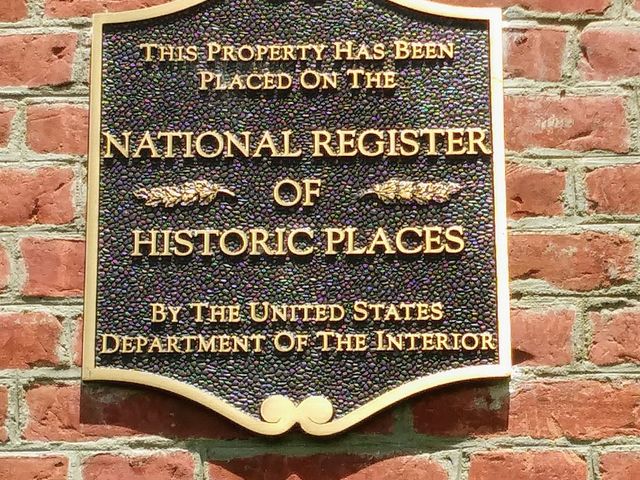 This Property Has Been
Placed On The
NATIONAL REGISTER
OF
HISTORIC PLACES
By The United States
Department Of The Interior